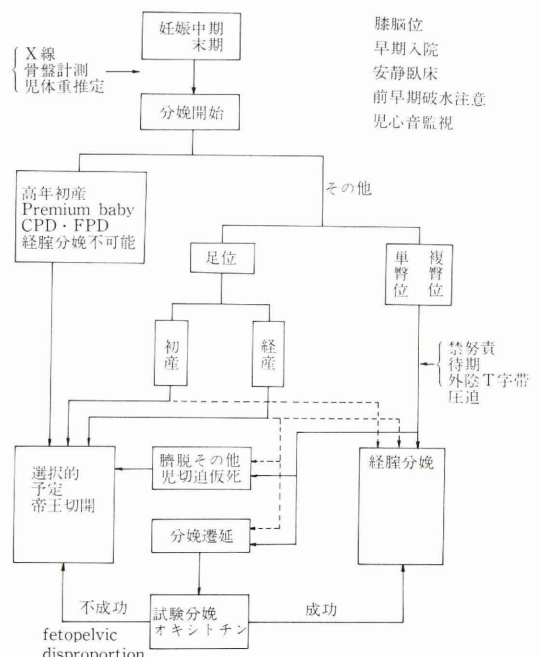 妊娠中期
末期
膝脳位
早期入院
安静臥床
前早期破水注意
児心音監視
X線
骨盤計測
児体重推定
分娩開始
その他
高年初産
Premium baby
CPD・FPD
経腟分娩不可能
足位
単臀位
複臀位
初産
経産
禁努責
待期
外陰T字帯
圧迫
選択的
予定
帝王切開
臍脱その他
児切迫仮死
経腟分娩
分娩遷延
不成功
試験分娩
オキシトチン
成功
fetopelvic
disproportion